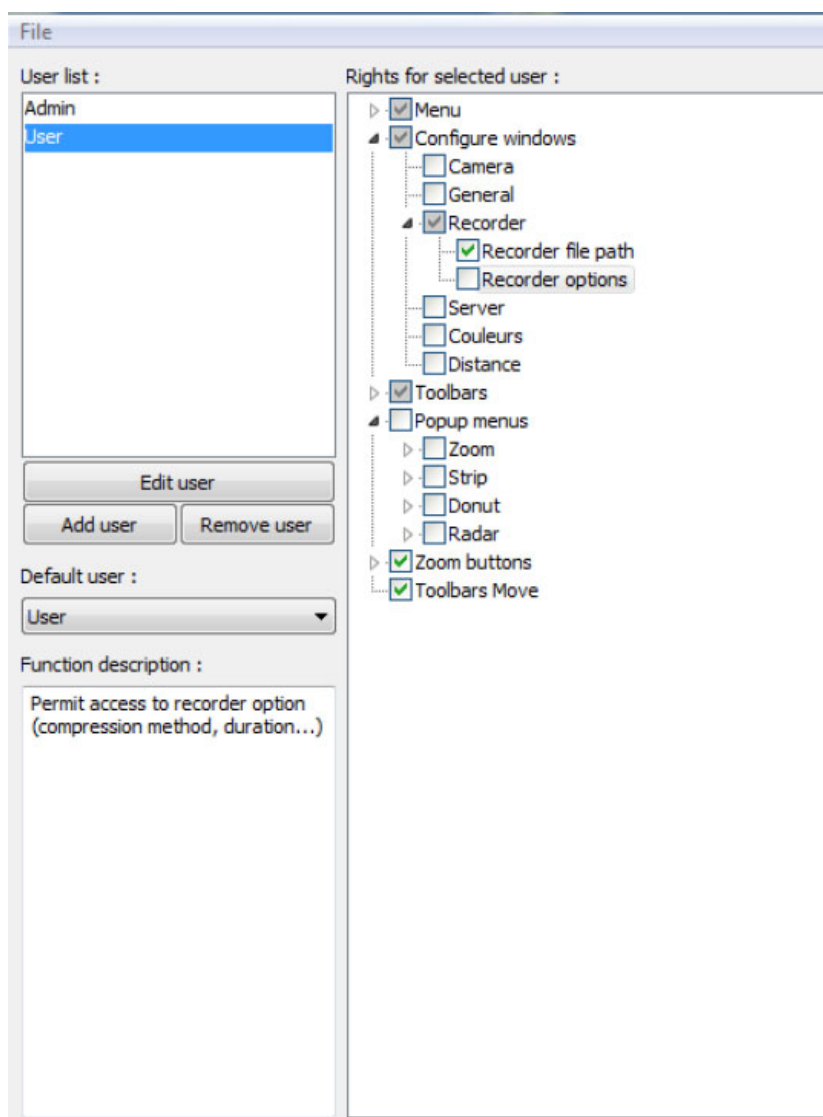 File
User list :
Admin
User
Edit user
Add user
Remove user
Default user :
User
Function description :
Permit access to recorder option
(compression method, duration...)
Rights for selected user :
Menu
Configure windows
Camera
General
Recorder
Recorder file path
Recorder options
Server
Couleurs
Distance
Toolbars
Popup menus
Zoom
Strip
Donut
Radar
Zoom buttons
Toolbars Move